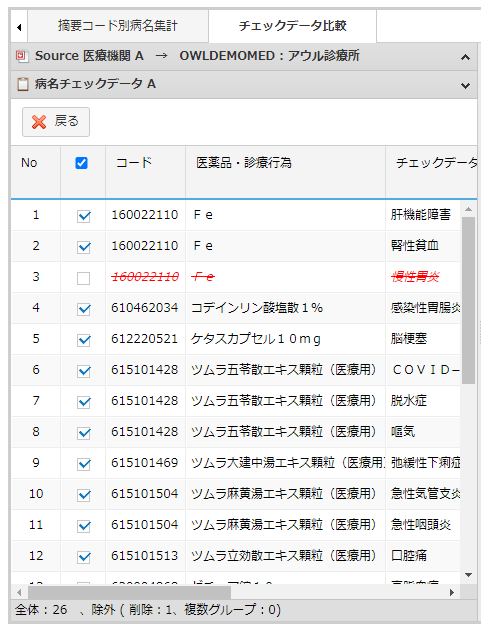 摘要コード別病名集計 チェックデータ比較
Source 医療機関 A → OWLDEMOMED：アウル診療所
病名チェックデータ A
戻る
No コード 医薬品・診療行為 チェックデータ
1 160022110 Ｆｅ 肝機能障害
2 160022110 Ｆｅ 腎性貧血
3 160022110 Ｆｅ 慢性胃炎
4 610462034 コデインリン酸塩散１％ 感染性胃腸炎
5 612220521 ケタスカプセル１０ｍｇ 脳梗塞
6 615101428 ツムラ五苓散エキス顆粒（医療用） ＣＯＶＩＤ－
7 615101428 ツムラ五苓散エキス顆粒（医療用） 脱水症
8 615101428 ツムラ五苓散エキス顆粒（医療用） 嘔気
9 615101469 ツムラ大建中湯エキス顆粒（医療用） 弛緩性下痢症
10 615101504 ツムラ麻黄湯エキス顆粒（医療用） 急性気管支炎
11 615101504 ツムラ麻黄湯エキス顆粒（医療用） 急性咽頭炎
12 615101513 ツムラ立効散エキス顆粒（医療用） 口腔痛
全体：26 、除外 ( 削除：1、複数グループ：0)